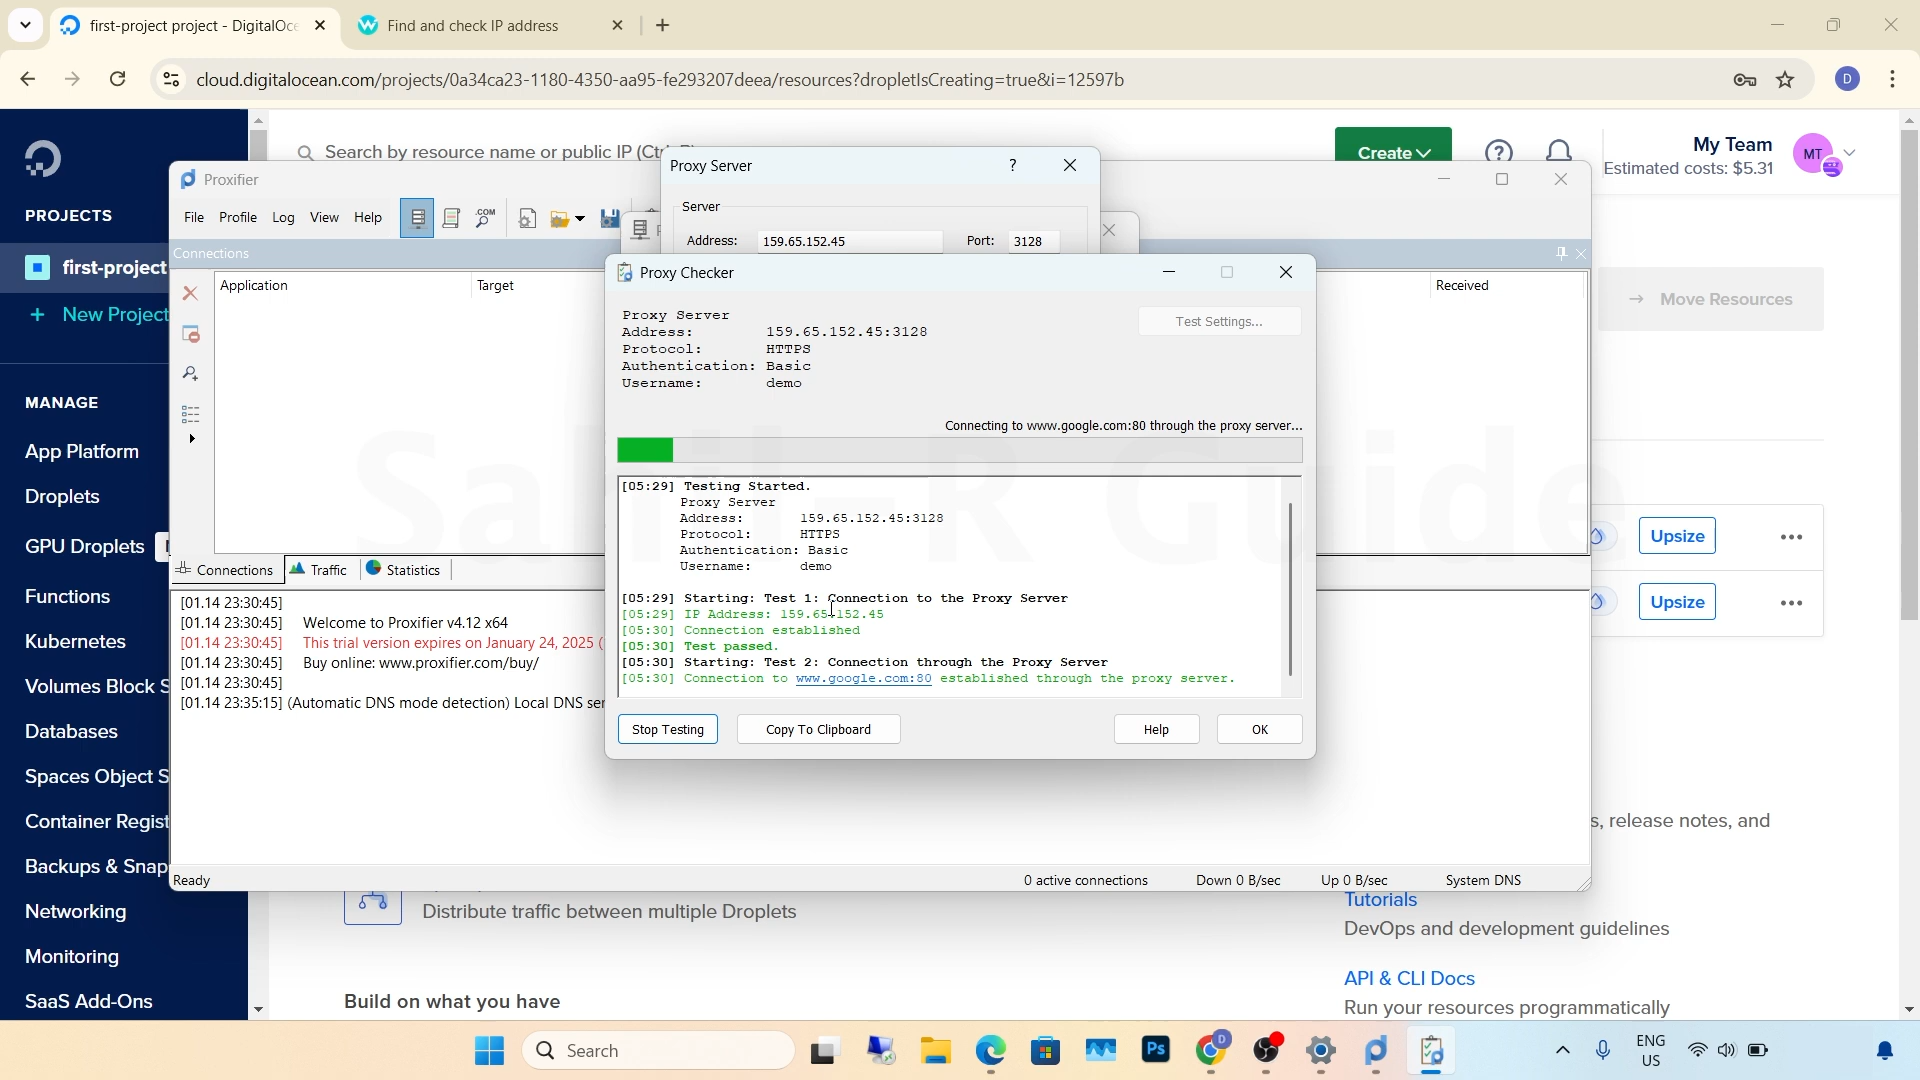 first-project project - DigitalOce
Find and check IP address
cloud.digitalocean.com/projects/0a34ca23-1180-4350-aa95-fe293207deea/resources?dropletIsCreating=true&i=12597b
D
Search by resource name or public IP (Ct
Create
My Team
Estimated costs: $5.31
MT
PROJECTS
first-project
+ New Project
MANAGE
App Platform
Droplets
GPU Droplets
Functions
Kubernetes
Volumes Block S
Databases
Spaces Object S
Container Regist
Backups & Snap
Networking
Monitoring
SaaS Add-Ons
Proxifier
File Profile Log View Help
Connections
Application
Target
Received
Connections
Traffic
Statistics
[01.14 23:30:45]
[01.14 23:30:45] Welcome to Proxifier v4.12 x64
[01.14 23:30:45] This trial version expires on January 24, 2025 (
[01.14 23:30:45] Buy online: www.proxifier.com/buy/
[01.14 23:30:45]
[01.14 23:35:15] (Automatic DNS mode detection) Local DNS ser
Ready
0 active connections
Down 0 B/sec
Up 0 B/sec
System DNS
Proxy Server
?
Server
Address: 159.65.152.45
Port: 3128
Proxy Checker
Proxy Server
Address: 159.65.152.45:3128
Protocol: HTTPS
Authentication: Basic
Username: demo
Test Settings...
Connecting to www.google.com:80 through the proxy server...
[05:29] Testing Started.
Proxy Server
Address: 159.65.152.45:3128
Protocol: HTTPS
Authentication: Basic
Username: demo
[05:29] Starting: Test 1: Connection to the Proxy Server
[05:29] IP Address: 159.65.152.45
[05:30] Connection established
[05:30] Test passed.
[05:30] Starting: Test 2: Connection through the Proxy Server
[05:30] Connection to www.google.com:80 established through the proxy server.
Stop Testing
Copy To Clipboard
Help
OK
Move Resources
Upsize
Upsize
s, release notes, and
Tutorials
DevOps and development guidelines
API & CLI Docs
Run your resources programmatically
Distribute traffic between multiple Droplets
Build on what you have
Sahil-R Guide
Search
Ps
D
ENG
US